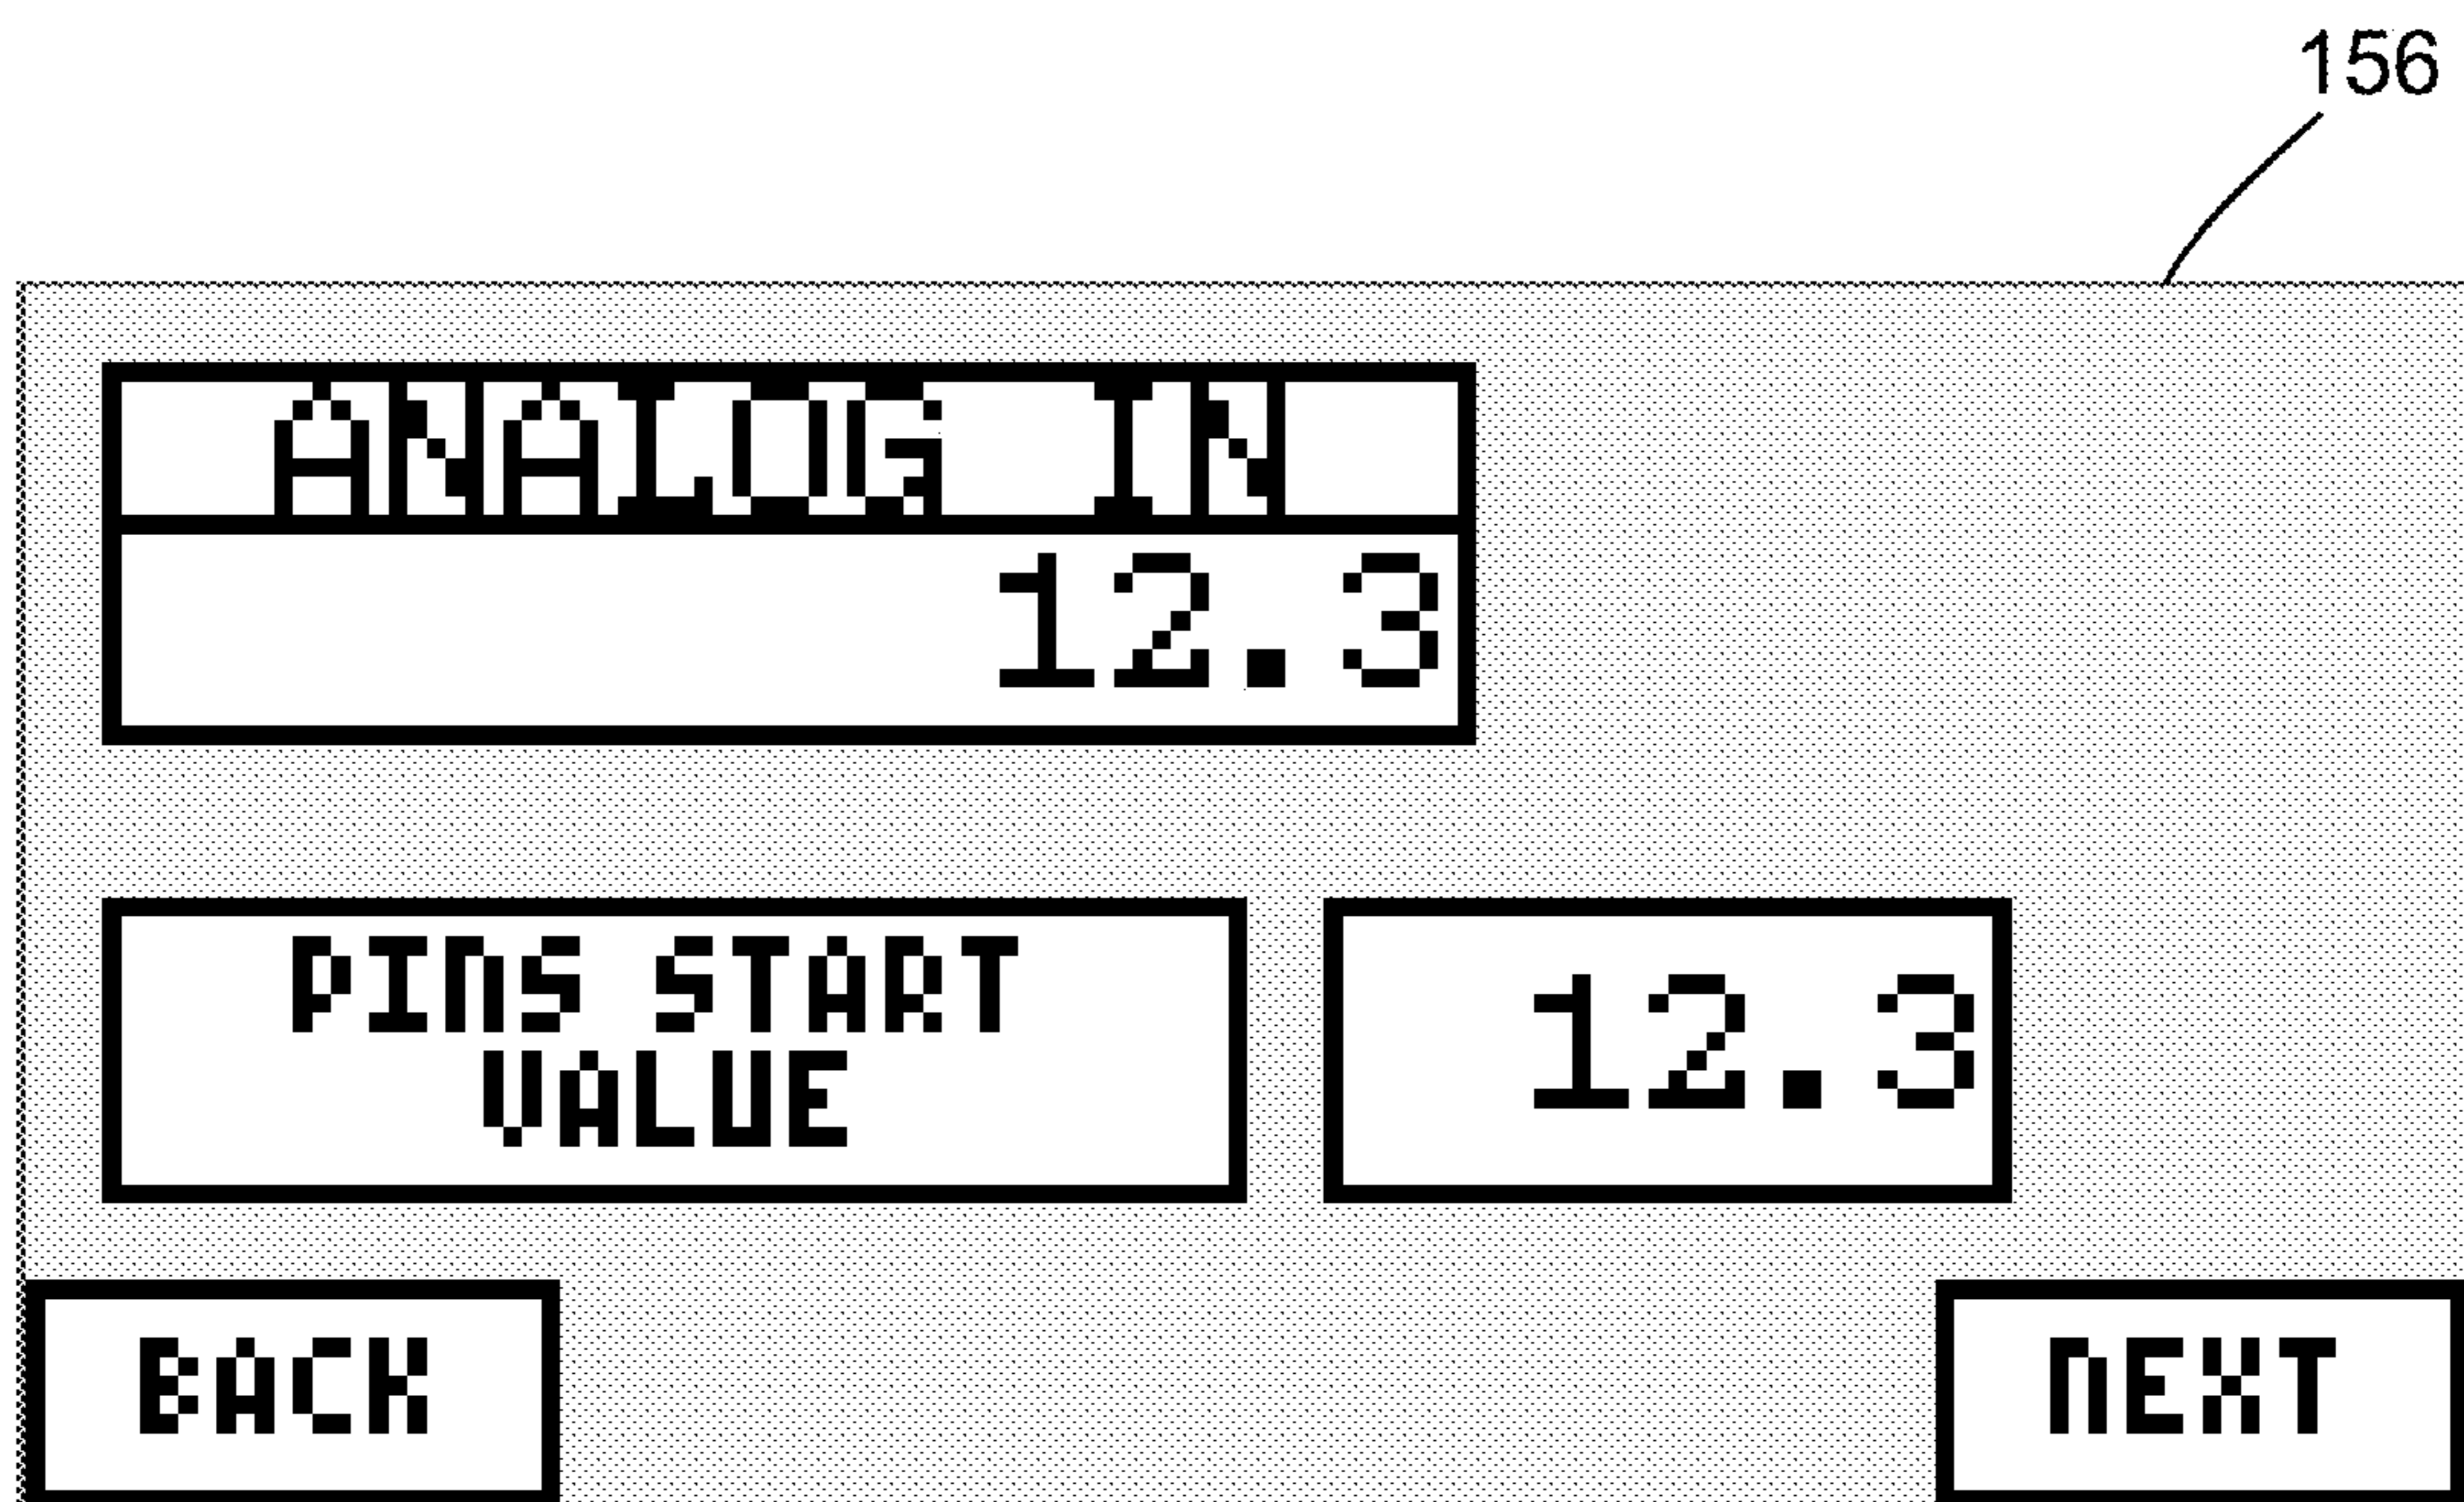 156
ANALOG IN
12.3
PINS START
VALUE
12.3
BACK
NEXT